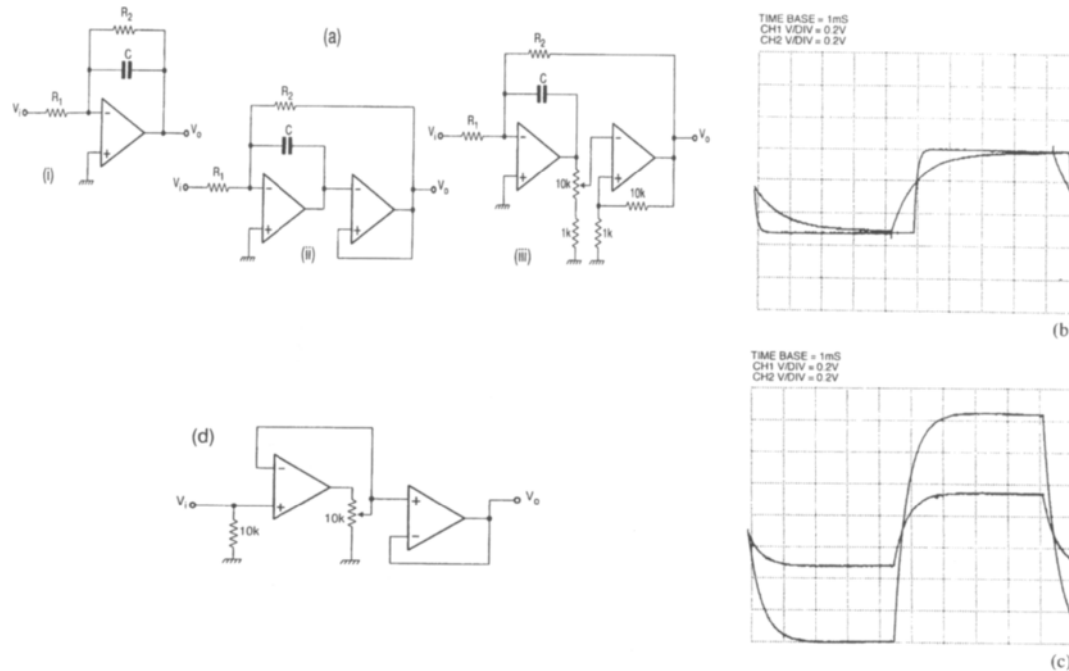 (a)
R2
C
R1
Vi
Vo
(i)
R2
C
R1
Vi
Vo
(ii)
R2
C
R1
Vi
Vo
10k
10k
1k
1k
(iii)
TIME BASE = 1mS
CH1 V/DIV = 0.2V
CH2 V/DIV = 0.2V
(b
TIME BASE = 1mS
CH1 V/DIV = 0.2V
CH2 V/DIV = 0.2V
(c)
(d)
Vi
10k
10k
Vo